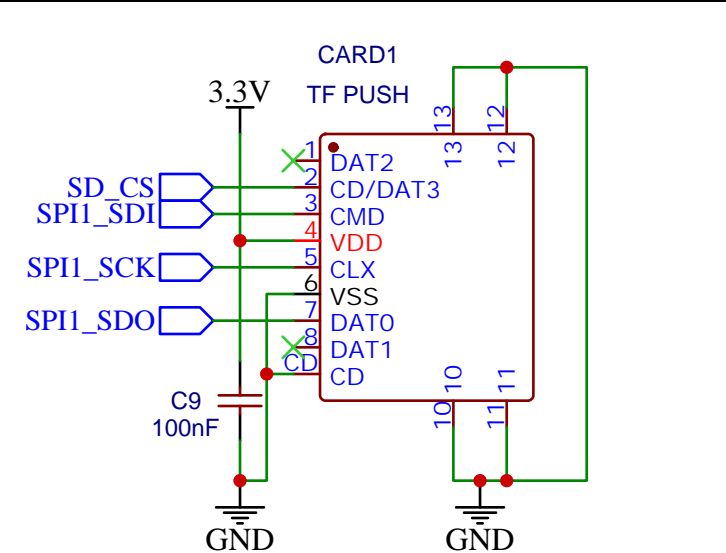 CARD1
TF PUSH
3.3V
13
12
13
12
1
DAT2
SD_CS
2
CD/DAT3
SPI1_SDI
3
CMD
4
VDD
SPI1_SCK
5
CLX
6
VSS
SPI1_SDO
7
DAT0
8
DAT1
CD
CD
10
11
10
11
C9
100nF
GND
GND